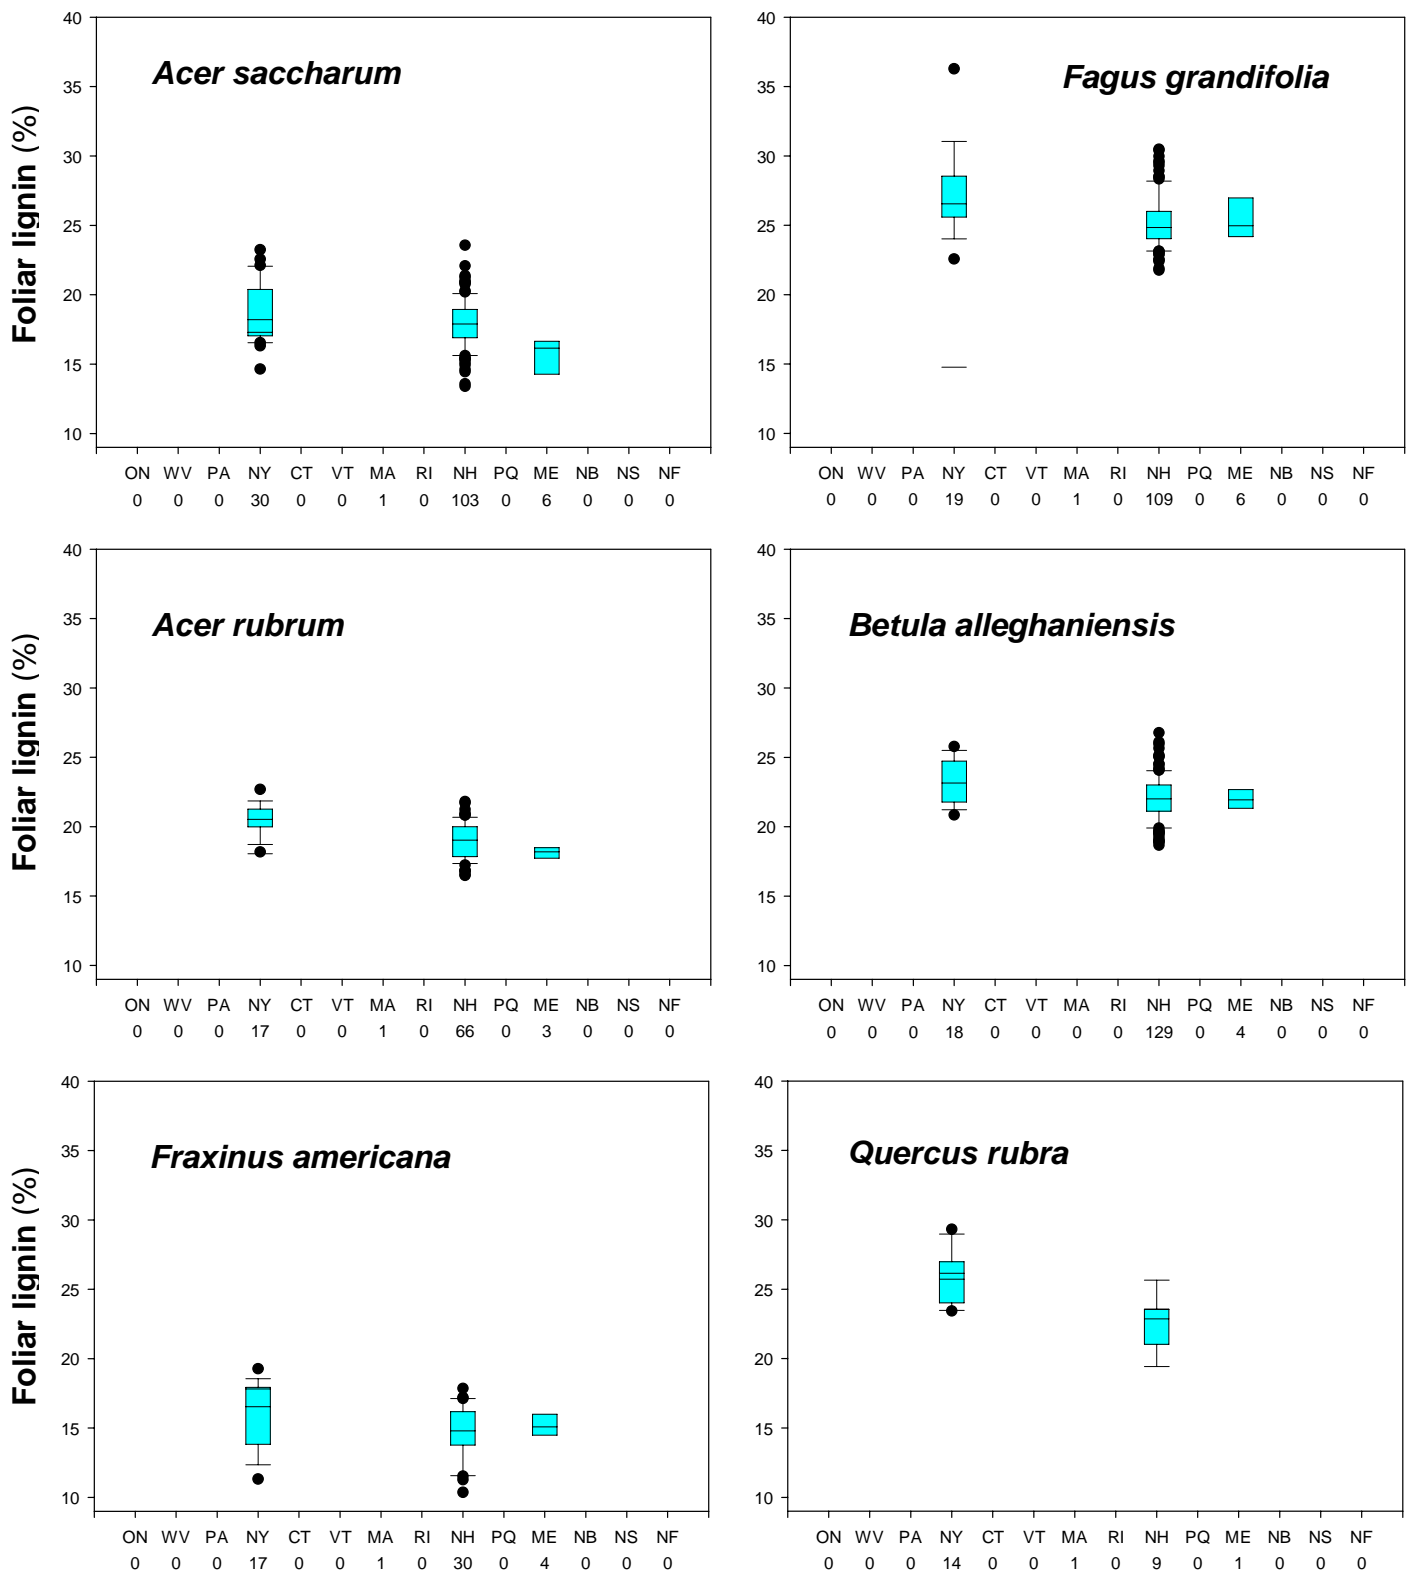 40
35
30
25
20
15
10
Foliar lignin (%)
Acer saccharum
ON WV PA NY CT VT MA RI NH PQ ME NB NS NF
0 0 0 30 0 0 1 0 103 0 6 0 0 0
40
35
30
25
20
15
10
Fagus grandifolia
ON WV PA NY CT VT MA RI NH PQ ME NB NS NF
0 0 0 19 0 0 1 0 109 0 6 0 0 0
40
35
30
25
20
15
10
Foliar lignin (%)
Acer rubrum
ON WV PA NY CT VT MA RI NH PQ ME NB NS NF
0 0 0 17 0 0 1 0 66 0 3 0 0 0
40
35
30
25
20
15
10
Betula alleghaniensis
ON WV PA NY CT VT MA RI NH PQ ME NB NS NF
0 0 0 18 0 0 0 0 129 0 4 0 0 0
40
35
30
25
20
15
10
Foliar lignin (%)
Fraxinus americana
ON WV PA NY CT VT MA RI NH PQ ME NB NS NF
0 0 0 17 0 0 1 0 30 0 4 0 0 0
40
35
30
25
20
15
10
Quercus rubra
ON WV PA NY CT VT MA RI NH PQ ME NB NS NF
0 0 0 14 0 0 1 0 9 0 1 0 0 0